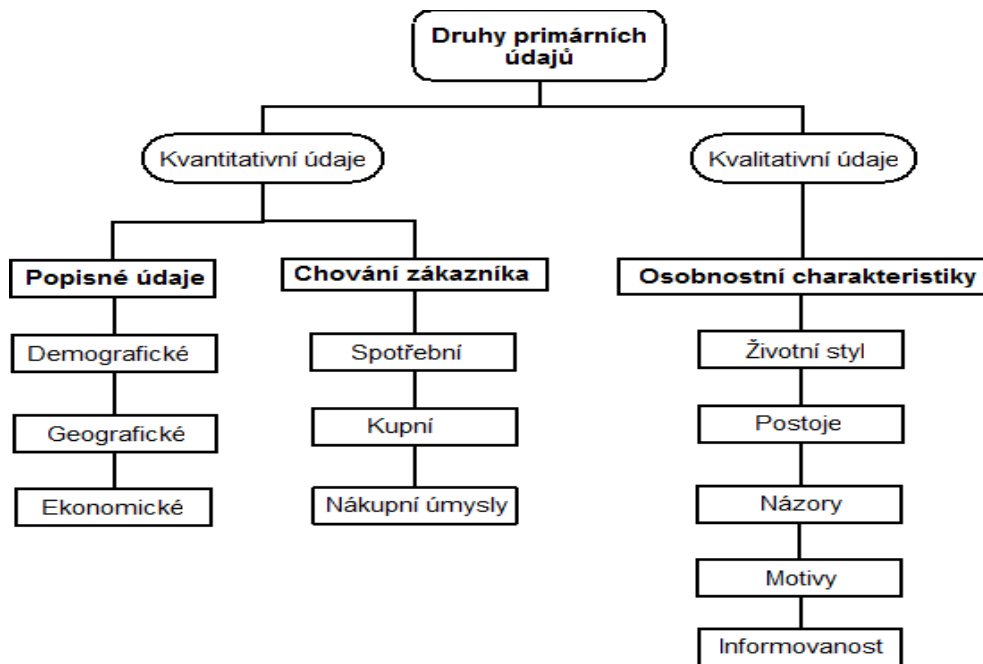 Druhy primárních
údajů
Kvantitativní údaje
Kvalitativní údaje
Popisné údaje
Chování zákazníka
Osobnostní charakteristiky
Demografické
Spotřební
Životní styl
Geografické
Kupní
Postoje
Ekonomické
Nákupní úmysly
Názory
Motivy
Informovanost